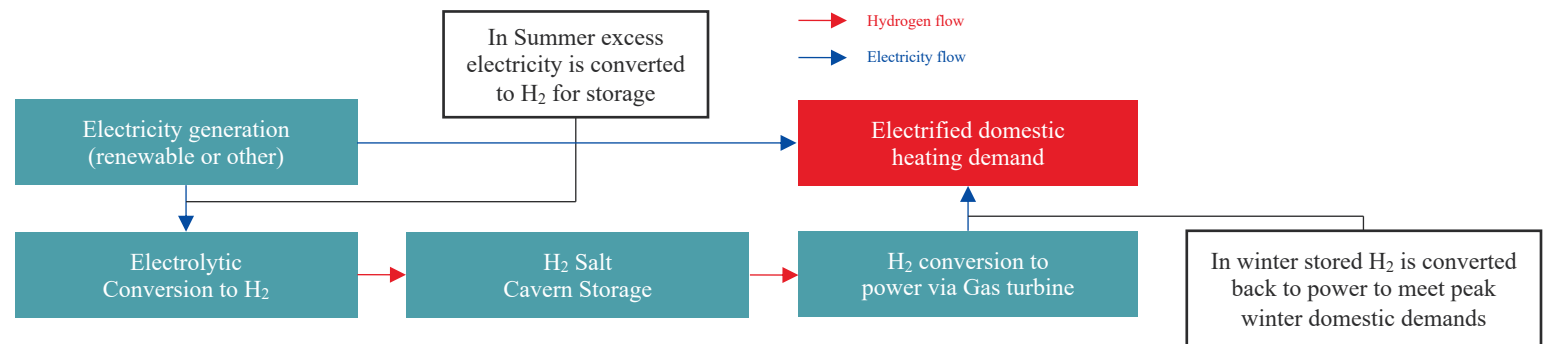 In Summer excess
electricity is converted
to H₂ for storage
Hydrogen flow
Electricity flow
Electricity generation
(renewable or other)
Electrified domestic
heating demand
Electrolytic
Conversion to H₂
H₂ Salt
Cavern Storage
H₂ conversion to
power via Gas turbine
In winter stored H₂ is converted
back to power to meet peak
winter domestic demands